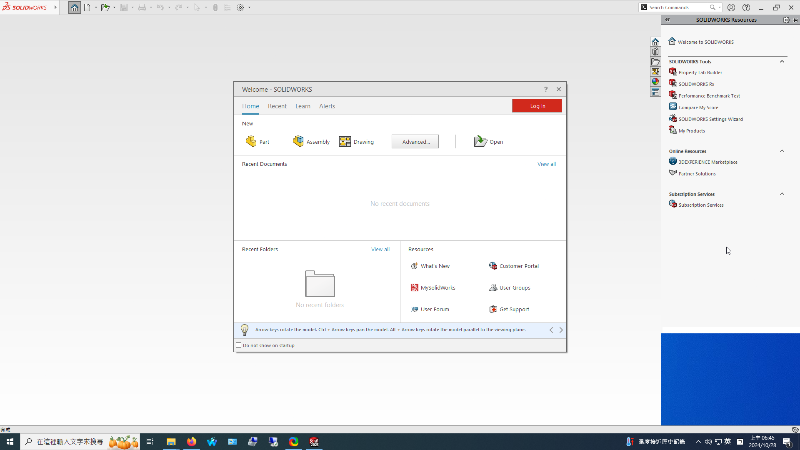 SOLIDWORKS
Search Commands
SOLIDWORKS Resources
Welcome to SOLIDWORKS
SOLIDWORKS Tools
Property Tab Builder
SOLIDWORKS Rx
Performance Benchmark Test
Compare My Score
SOLIDWORKS Settings Wizard
My Products
Online Resources
3DEXPERIENCE Marketplace
Partner Solutions
Subscription Services
Subscription Services
Welcome - SOLIDWORKS
Home Recent Learn Alerts
Log In
New
Part Assembly Drawing Advanced... Open
Recent Documents View all
No recent documents
Recent Folders View all
No recent folders
Resources
What's New Customer Portal
MySolidWorks User Groups
User Forum Get Support
Arrow keys rotate the model. Ctrl + Arrow keys pan the model. Alt + Arrow keys rotate the model parallel to the viewing plane.
Do not show on startup
完成
在這裡輸入文字來搜尋
英
上午 06:45
2024/10/28